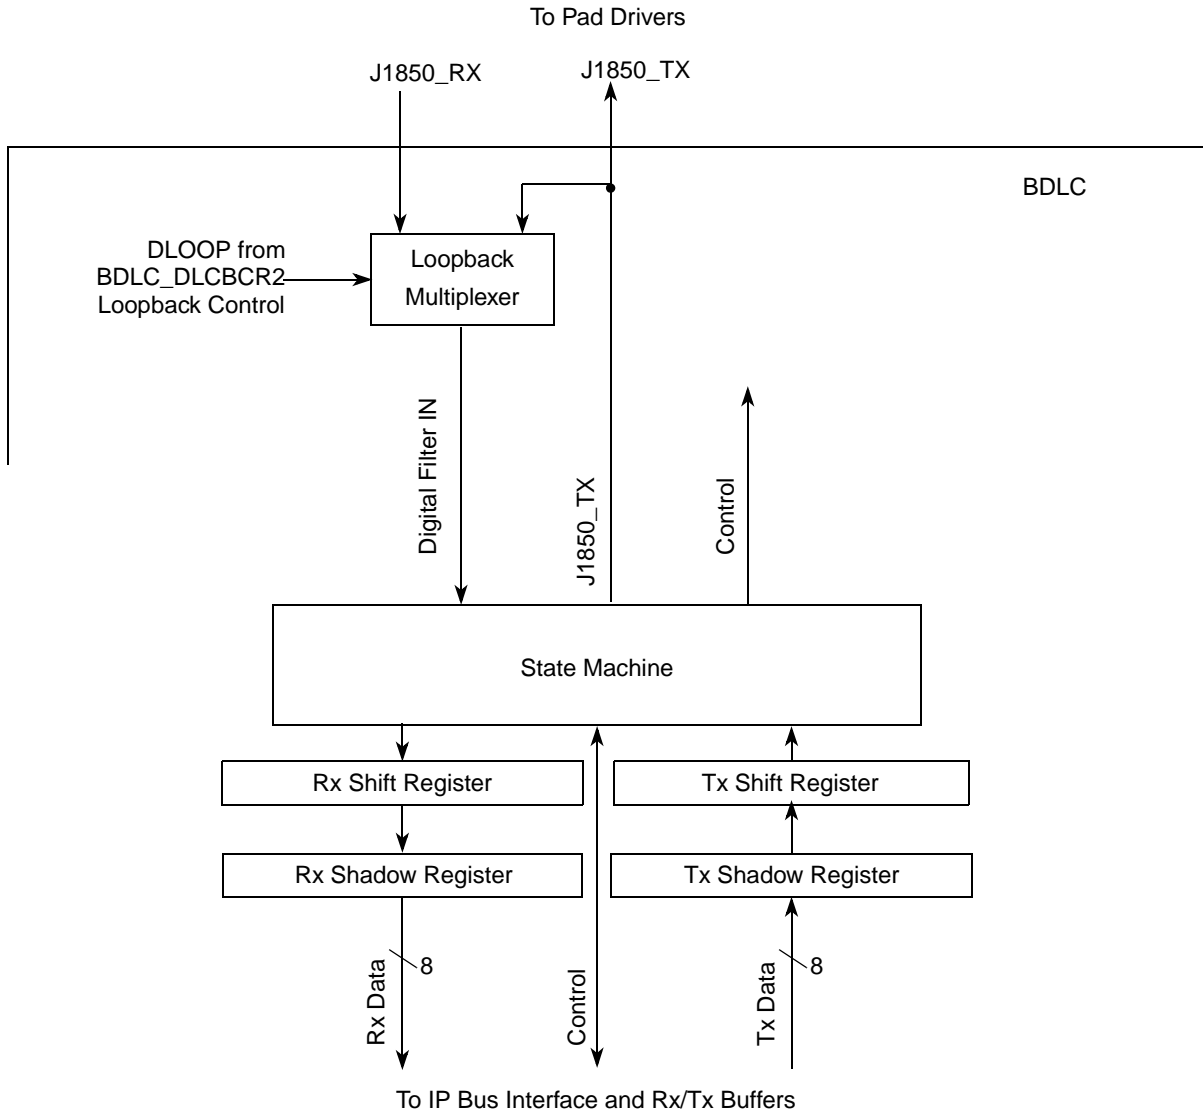 To Pad Drivers
J1850_RX
J1850_TX
BDLC
DLOOP from
BDLC_DLCBCR2
Loopback Control
Loopback
Multiplexer
Digital Filter IN
J1850_TX
Control
State Machine
Rx Shift Register
Tx Shift Register
Rx Shadow Register
Tx Shadow Register
Rx Data
8
Control
Tx Data
8
To IP Bus Interface and Rx/Tx Buffers